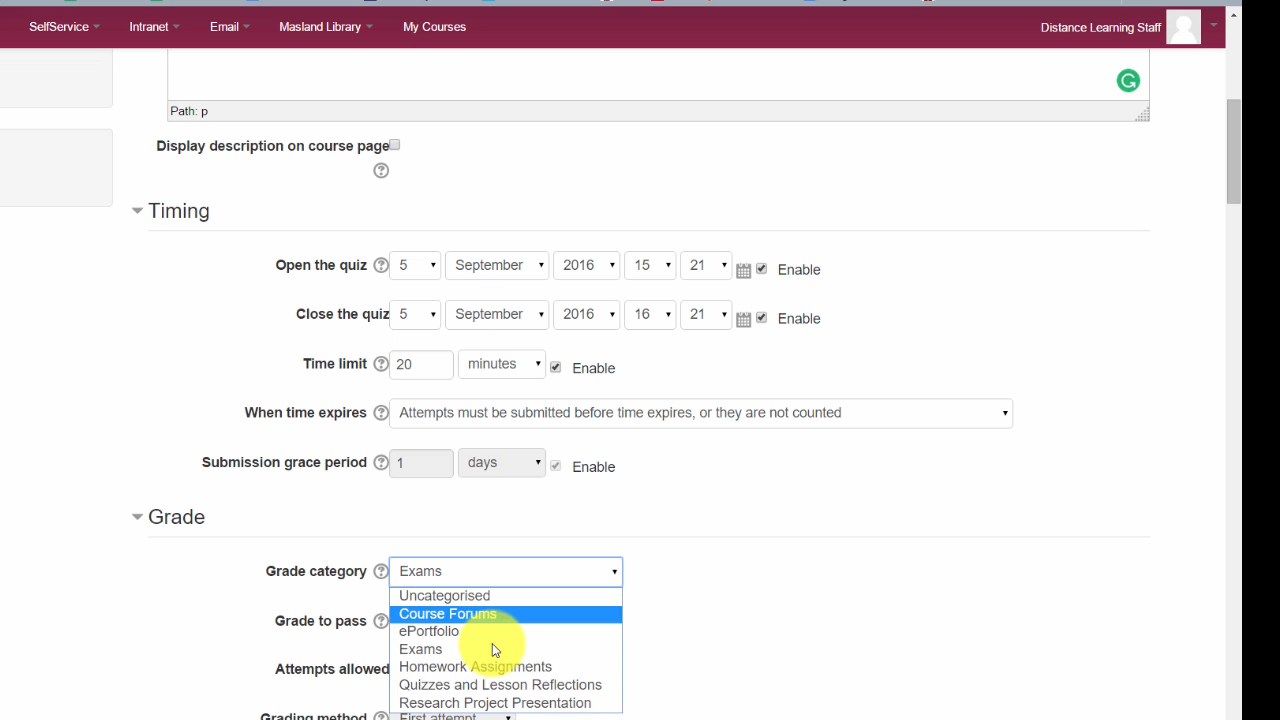 SelfService Intranet Email Masland Library My Courses Distance Learning Staff
Path: p
Display description on course page
Timing
Open the quiz 5 September 2016 15 21 Enable
Close the quiz 5 September 2016 16 21 Enable
Time limit 20 minutes Enable
When time expires Attempts must be submitted before time expires, or they are not counted
Submission grace period 1 days Enable
Grade
Grade category Exams
Uncategorised
Course Forums
Grade to pass
ePortfolio
Exams
Attempts allowed
Homework Assignments
Quizzes and Lesson Reflections
Research Project Presentation
Grading method First attempt